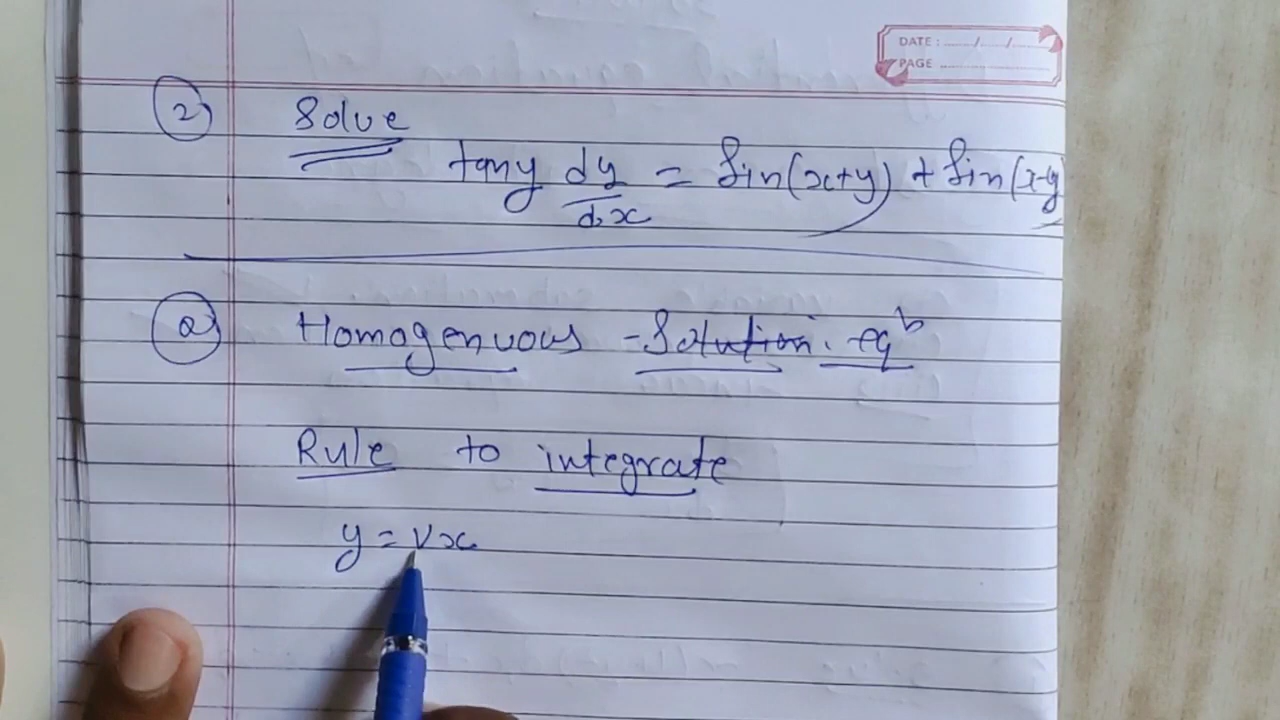 DATE : ....../....../......
PAGE ........................
2) Solve
tany dy/dx = Sin(x+y) + Sin(x-y
a) Homogenuous - Solution. eqn
Rule to integrate
y = vx